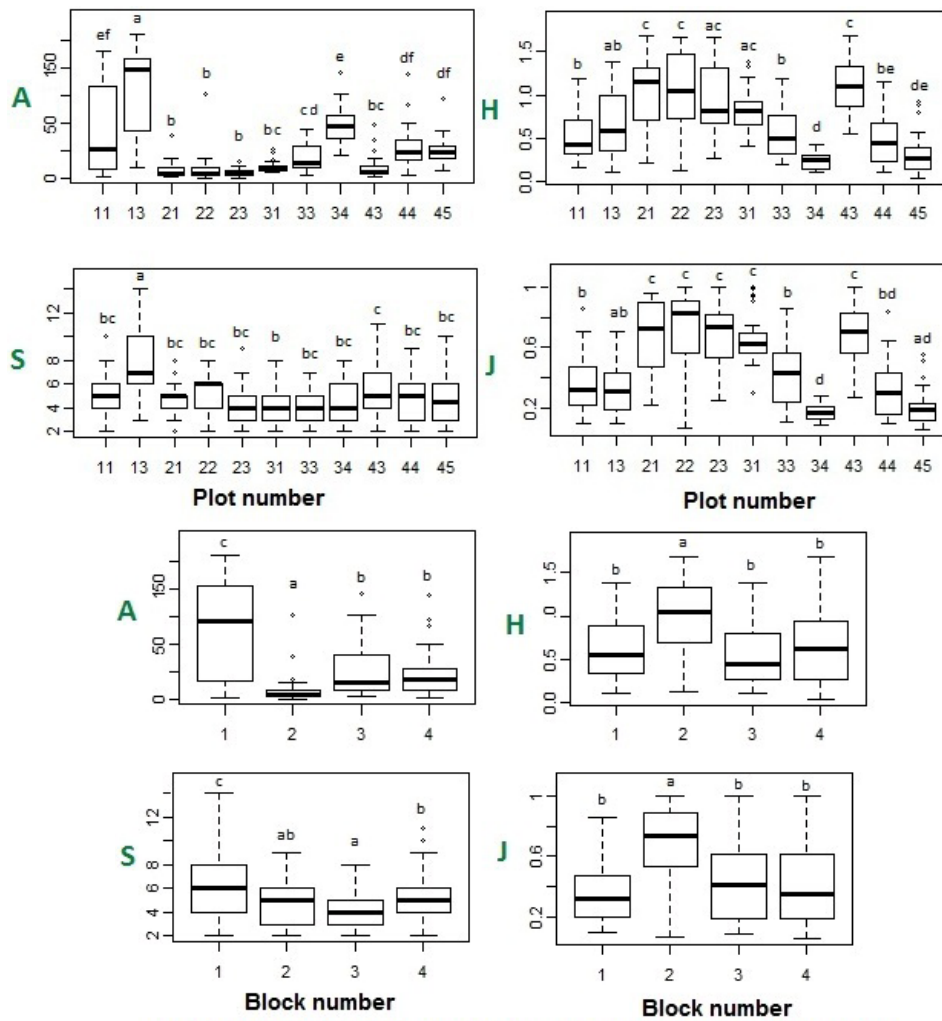 A
150
50
0
ef
a
b
b
b
bc
cd
e
bc
df
df
11 13 21 22 23 31 33 34 43 44 45
H
1.5
1.0
0.5
0.0
b
ab
c
c
ac
ac
b
d
c
be
de
11 13 21 22 23 31 33 34 43 44 45
S
12
8
6
4
2
bc
a
bc
bc
bc
b
bc
bc
c
bc
bc
11 13 21 22 23 31 33 34 43 44 45
Plot number
J
1
0.6
0.2
b
ab
c
c
c
c
b
d
c
bd
ad
11 13 21 22 23 31 33 34 43 44 45
Plot number
A
150
50
0
c
a
b
b
1 2 3 4
H
1.5
.0
0.5
0.0
b
a
b
b
1 2 3 4
S
12
8
6
4
2
c
ab
a
b
1 2 3 4
Block number
J
1
0.6
0.2
b
a
b
b
1 2 3 4
Block number